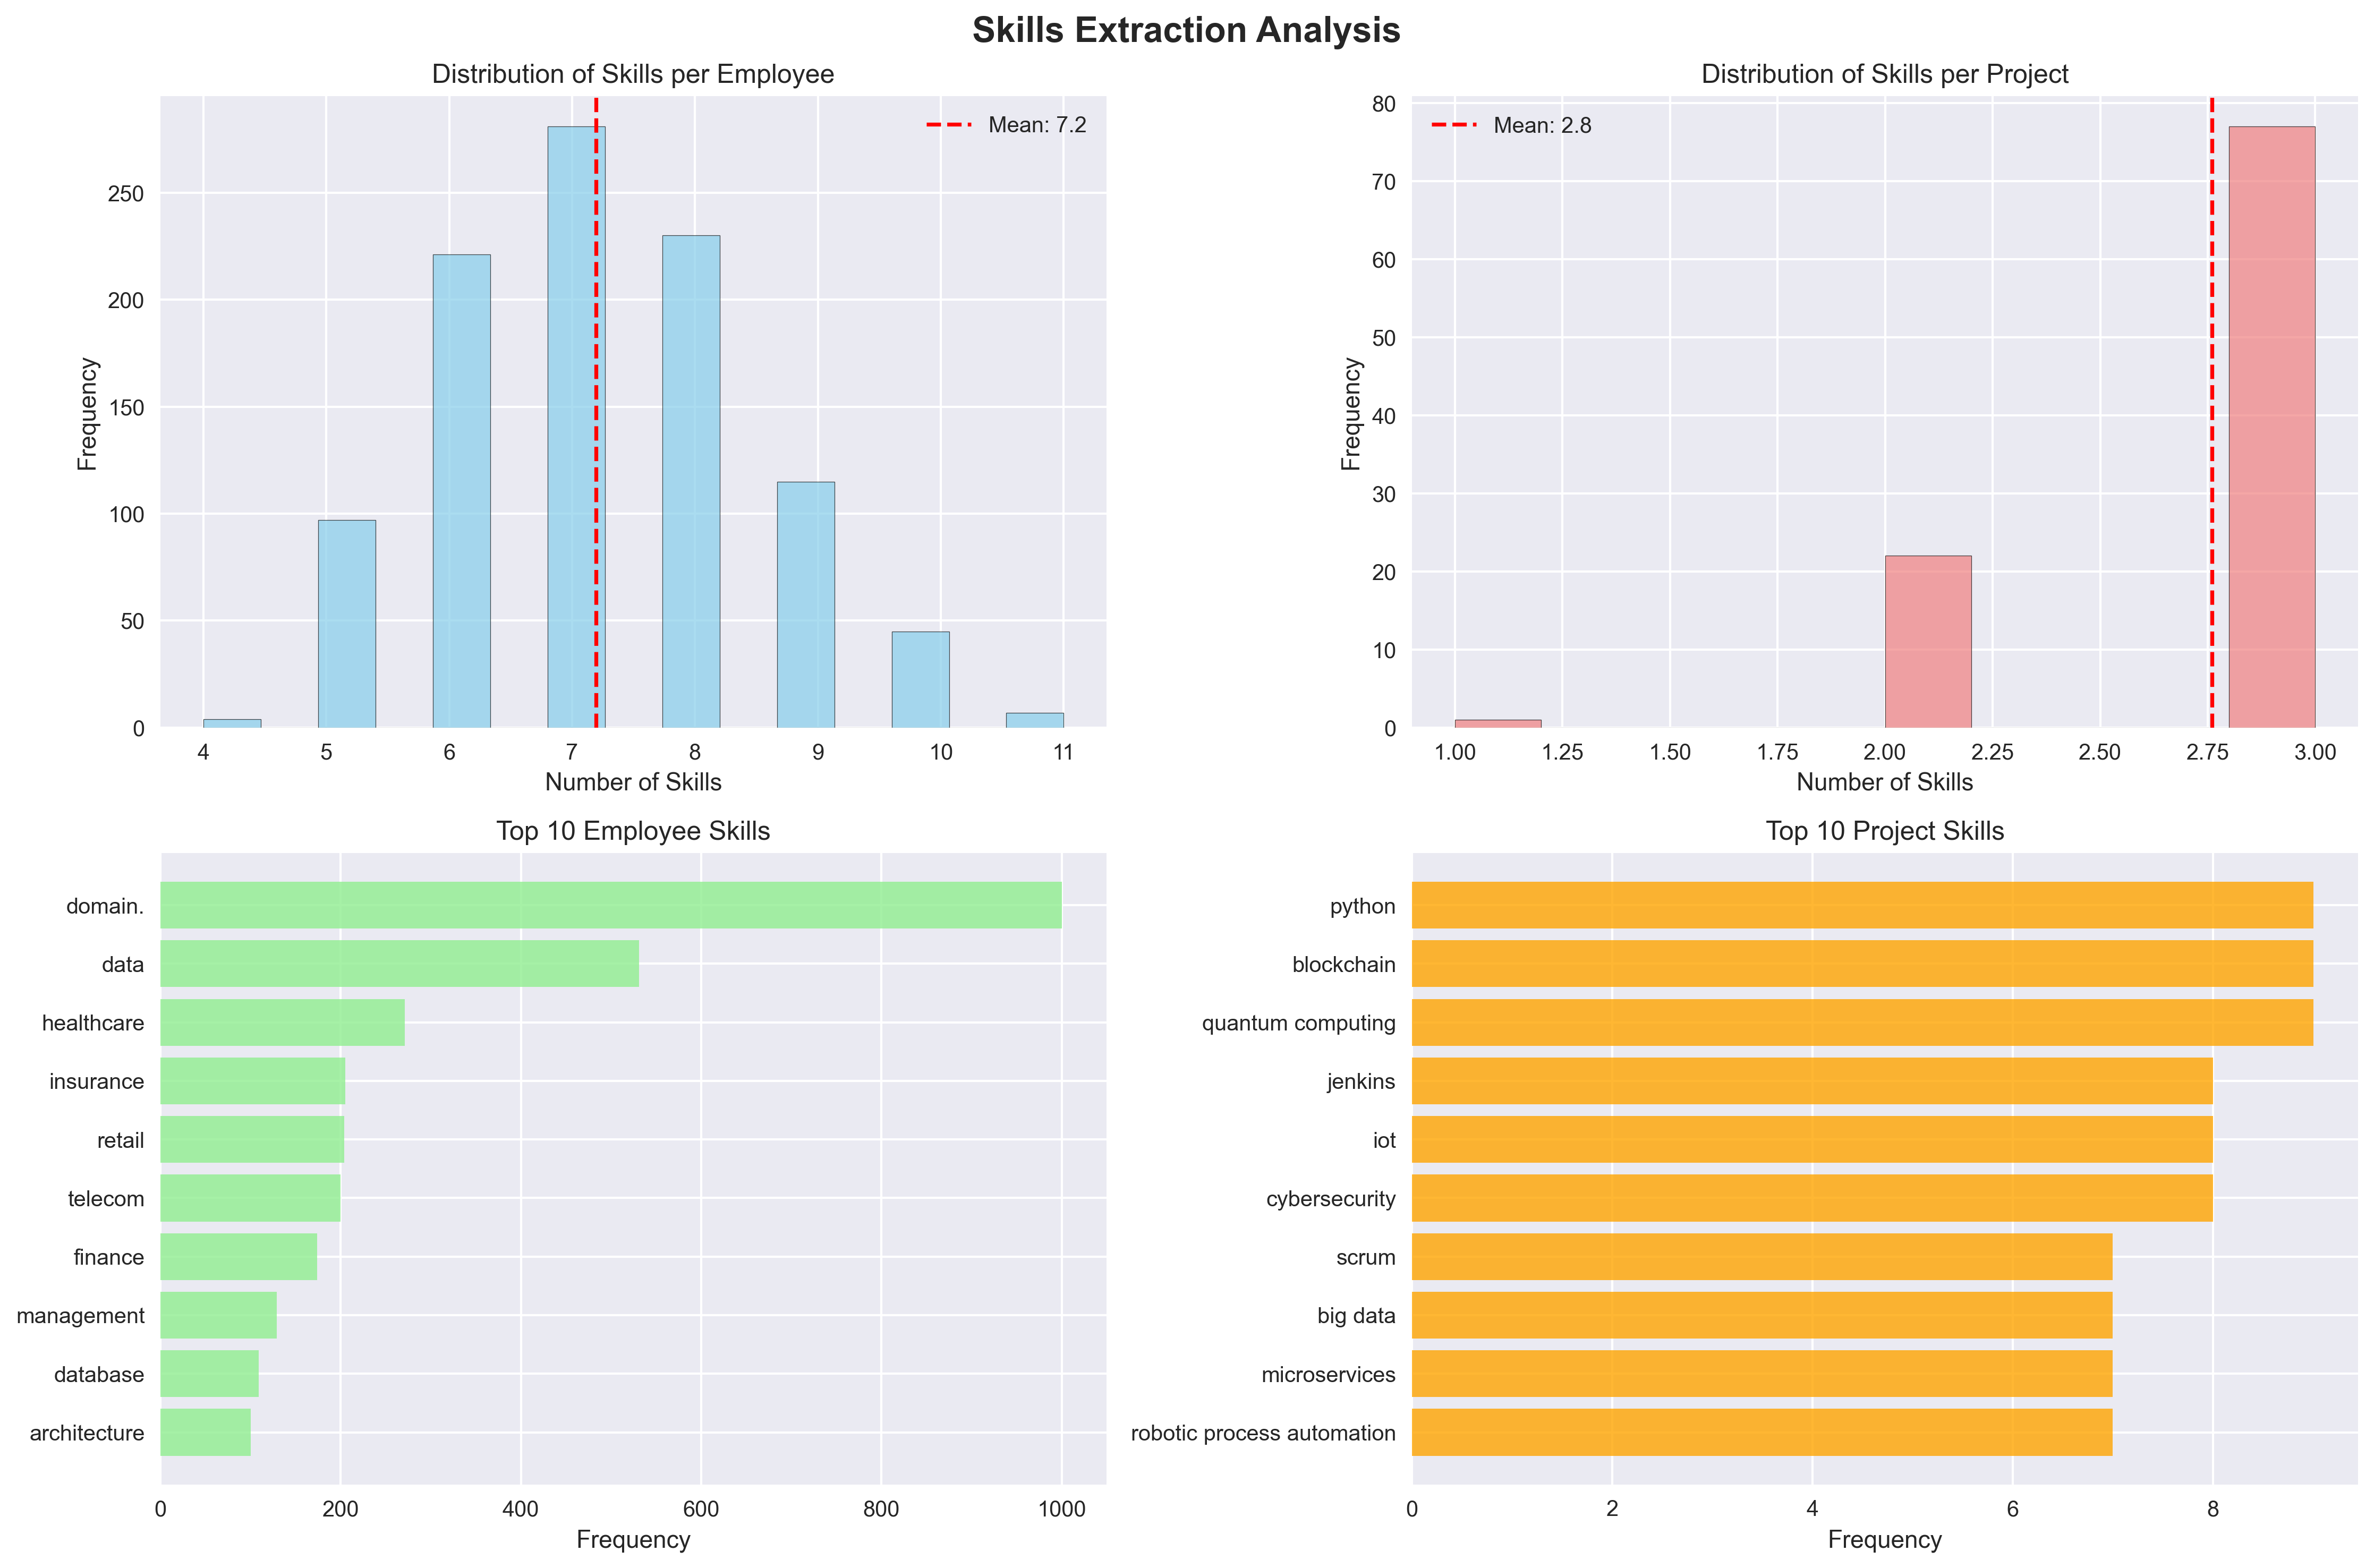 Skills Extraction Analysis
Distribution of Skills per Employee
Mean: 7.2
Frequency
250
200
150
100
50
0
4 5 6 7 8 9 10 11
Number of Skills
Distribution of Skills per Project
Mean: 2.8
Frequency
80
70
60
50
40
30
20
10
0
1.00 1.25 1.50 1.75 2.00 2.25 2.50 2.75 3.00
Number of Skills
Top 10 Employee Skills
domain.
data
healthcare
insurance
retail
telecom
finance
management
database
architecture
0 200 400 600 800 1000
Frequency
Top 10 Project Skills
python
blockchain
quantum computing
jenkins
iot
cybersecurity
scrum
big data
microservices
robotic process automation
0 2 4 6 8
Frequency